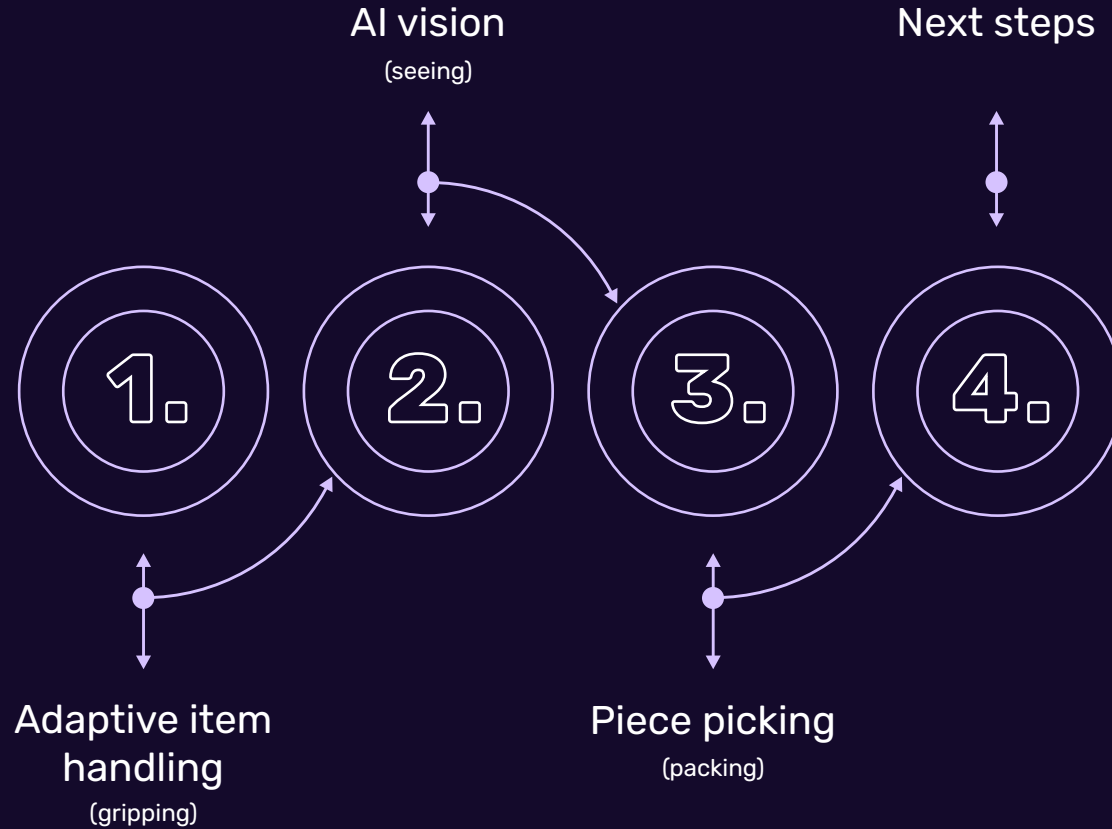 AI vision
(seeing)
Next steps
1.
2.
3.
4.
Adaptive item
handling
(gripping)
Piece picking
(packing)